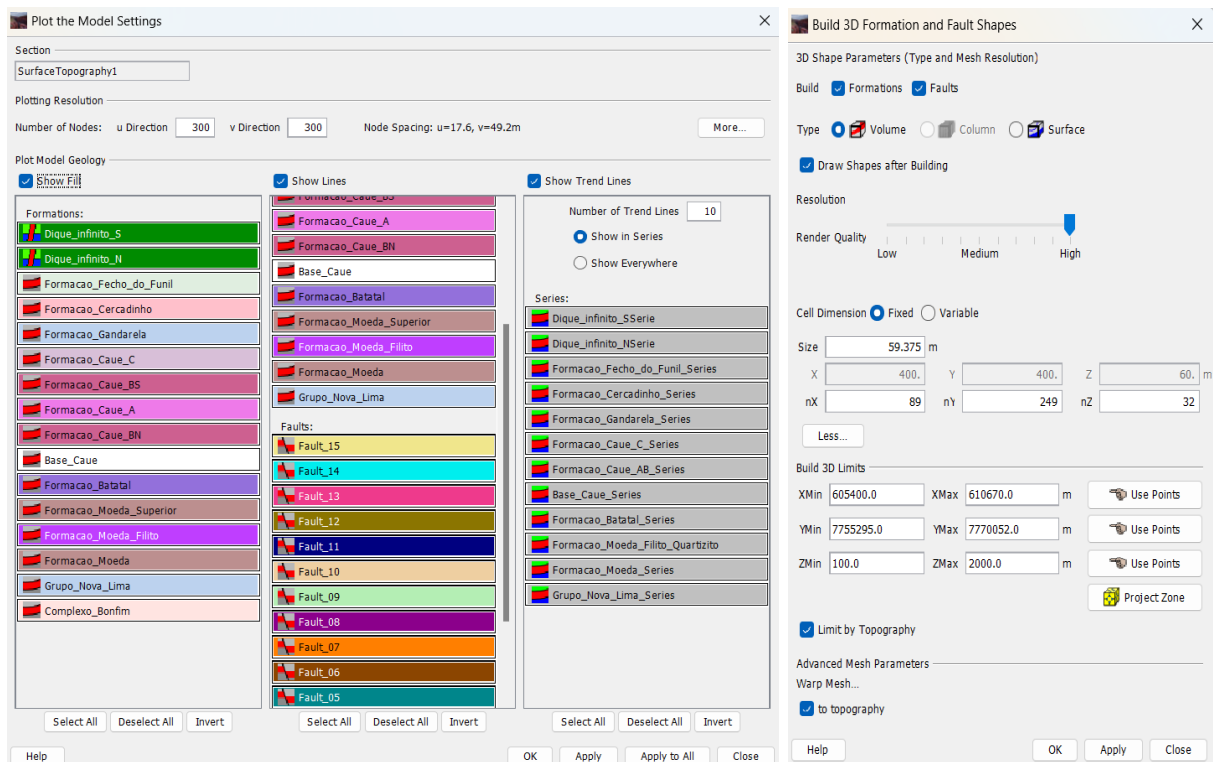 Plot the Model Settings
Section
SurfaceTopography1
Plotting Resolution
Number of Nodes: u Direction 300 v Direction 300 Node Spacing: u=17.6, v=49.2m More...
Plot Model Geology
Show Fill
Formations:
Dique_infinito_S
Dique_infinito_N
Formacao_Fecho_do_Funil
Formacao_Cercadinho
Formacao_Gandarela
Formacao_Caue_C
Formacao_Caue_BS
Formacao_Caue_A
Formacao_Caue_BN
Base_Caue
Formacao_Batatal
Formacao_Moeda_Superior
Formacao_Moeda_Filito
Formacao_Moeda
Grupo_Nova_Lima
Complexo_Bonfim
Select All Deselect All Invert
Show Lines
Formacao_Caue_BS
Formacao_Caue_A
Formacao_Caue_BN
Base_Caue
Formacao_Batatal
Formacao_Moeda_Superior
Formacao_Moeda_Filito
Formacao_Moeda
Grupo_Nova_Lima
Faults:
Fault_15
Fault_14
Fault_13
Fault_12
Fault_11
Fault_10
Fault_09
Fault_08
Fault_07
Fault_06
Fault_05
Select All Deselect All Invert
Show Trend Lines
Number of Trend Lines 10
Show in Series
Show Everywhere
Series:
Dique_infinito_SSerie
Dique_infinito_NSerie
Formacao_Fecho_do_Funil_Series
Formacao_Cercadinho_Series
Formacao_Gandarela_Series
Formacao_Caue_C_Series
Formacao_Caue_AB_Series
Base_Caue_Series
Formacao_Batatal_Series
Formacao_Moeda_Filito_Quartizito
Formacao_Moeda_Series
Grupo_Nova_Lima_Series
Select All Deselect All Invert
Help OK Apply Apply to All Close
Build 3D Formation and Fault Shapes
3D Shape Parameters (Type and Mesh Resolution)
Build Formations Faults
Type Volume Column Surface
Draw Shapes after Building
Resolution
Render Quality
Low Medium High
Cell Dimension Fixed Variable
Size 59.375 m
X 400. Y 400. Z 60. m
nX 89 nY 249 nZ 32
Less...
Build 3D Limits
XMin 605400.0 XMax 610670.0 m Use Points
YMin 7755295.0 YMax 7770052.0 m Use Points
ZMin 100.0 ZMax 2000.0 m Use Points
Project Zone
Limit by Topography
Advanced Mesh Parameters
Warp Mesh...
to topography
Help OK Apply Close